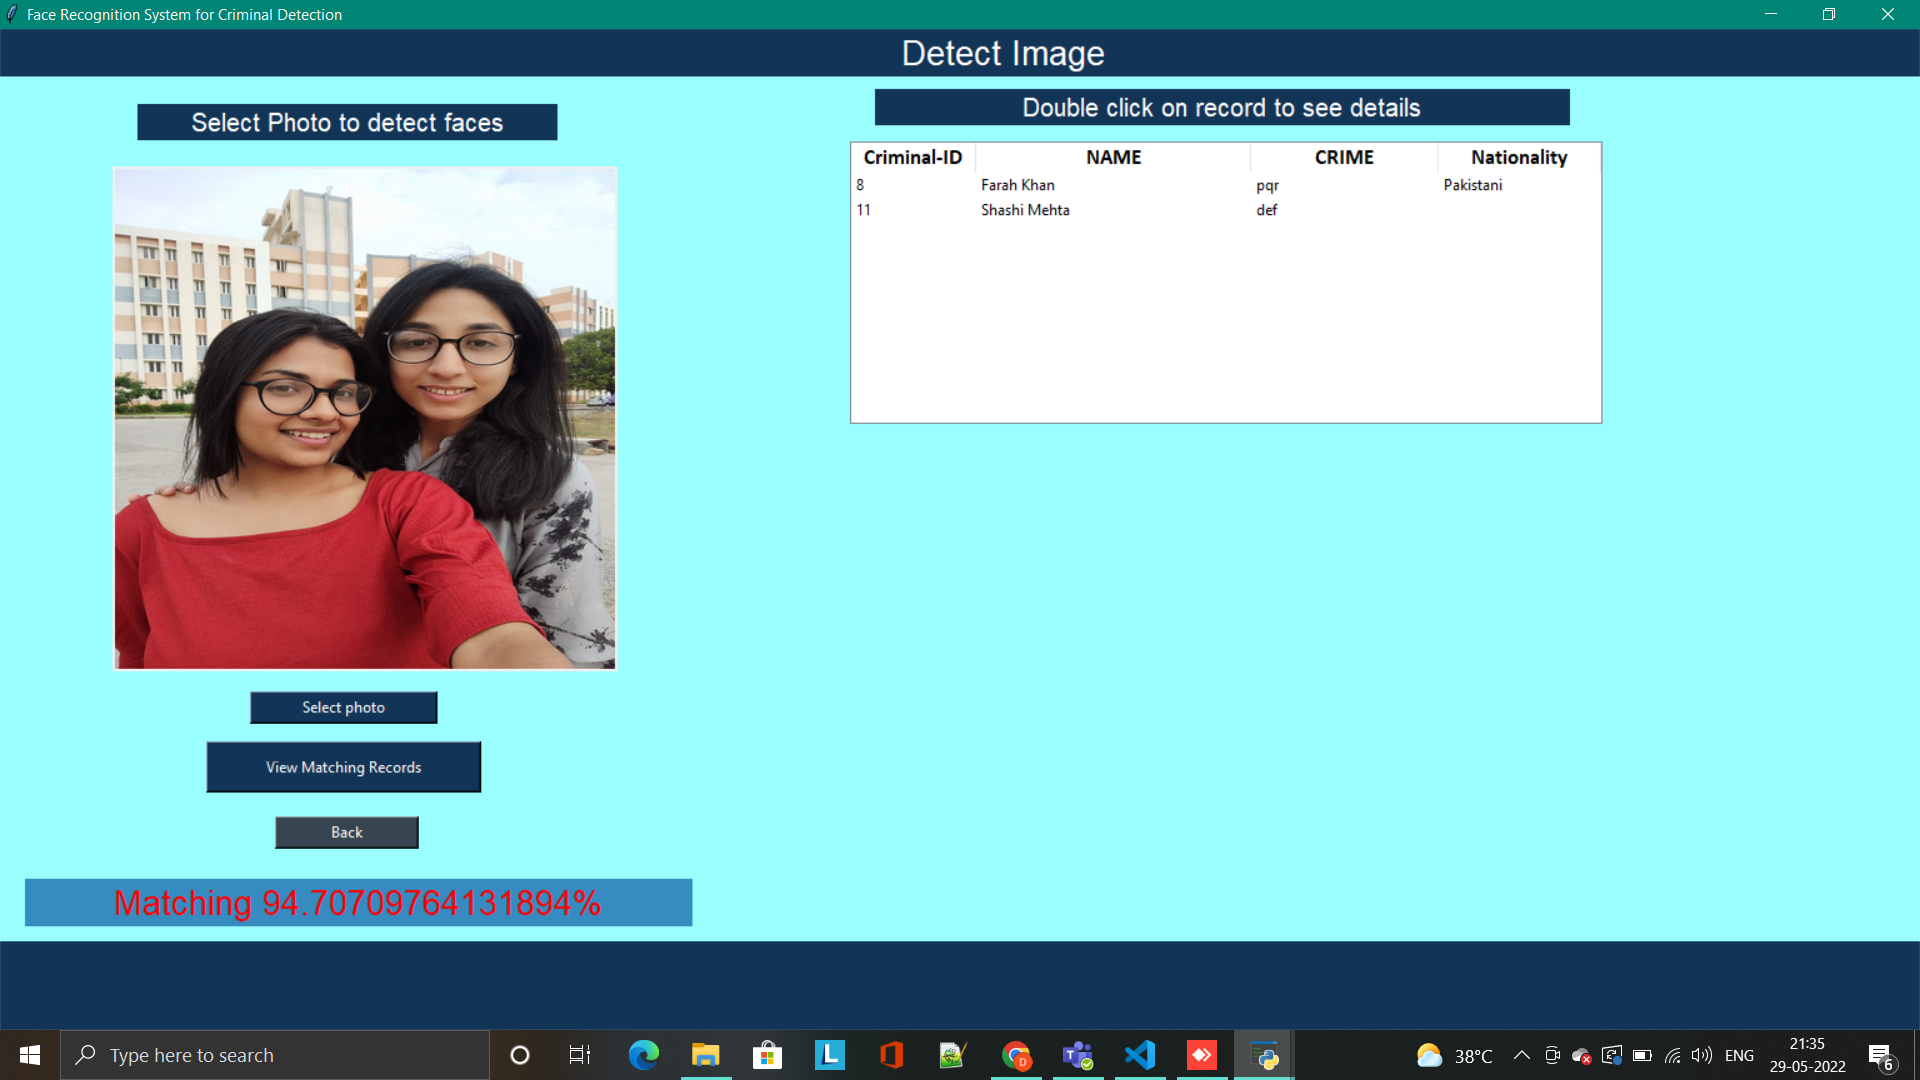 Face Recognition System for Criminal Detection
Detect Image
Select Photo to detect faces
Double click on record to see details
Criminal-ID NAME CRIME Nationality
8 Farah Khan pqr Pakistani
11 Shashi Mehta def
Select photo
View Matching Records
Back
Matching 94.70709764131894%
Type here to search
L
D
T
38°C
ENG
21:35
29-05-2022
6